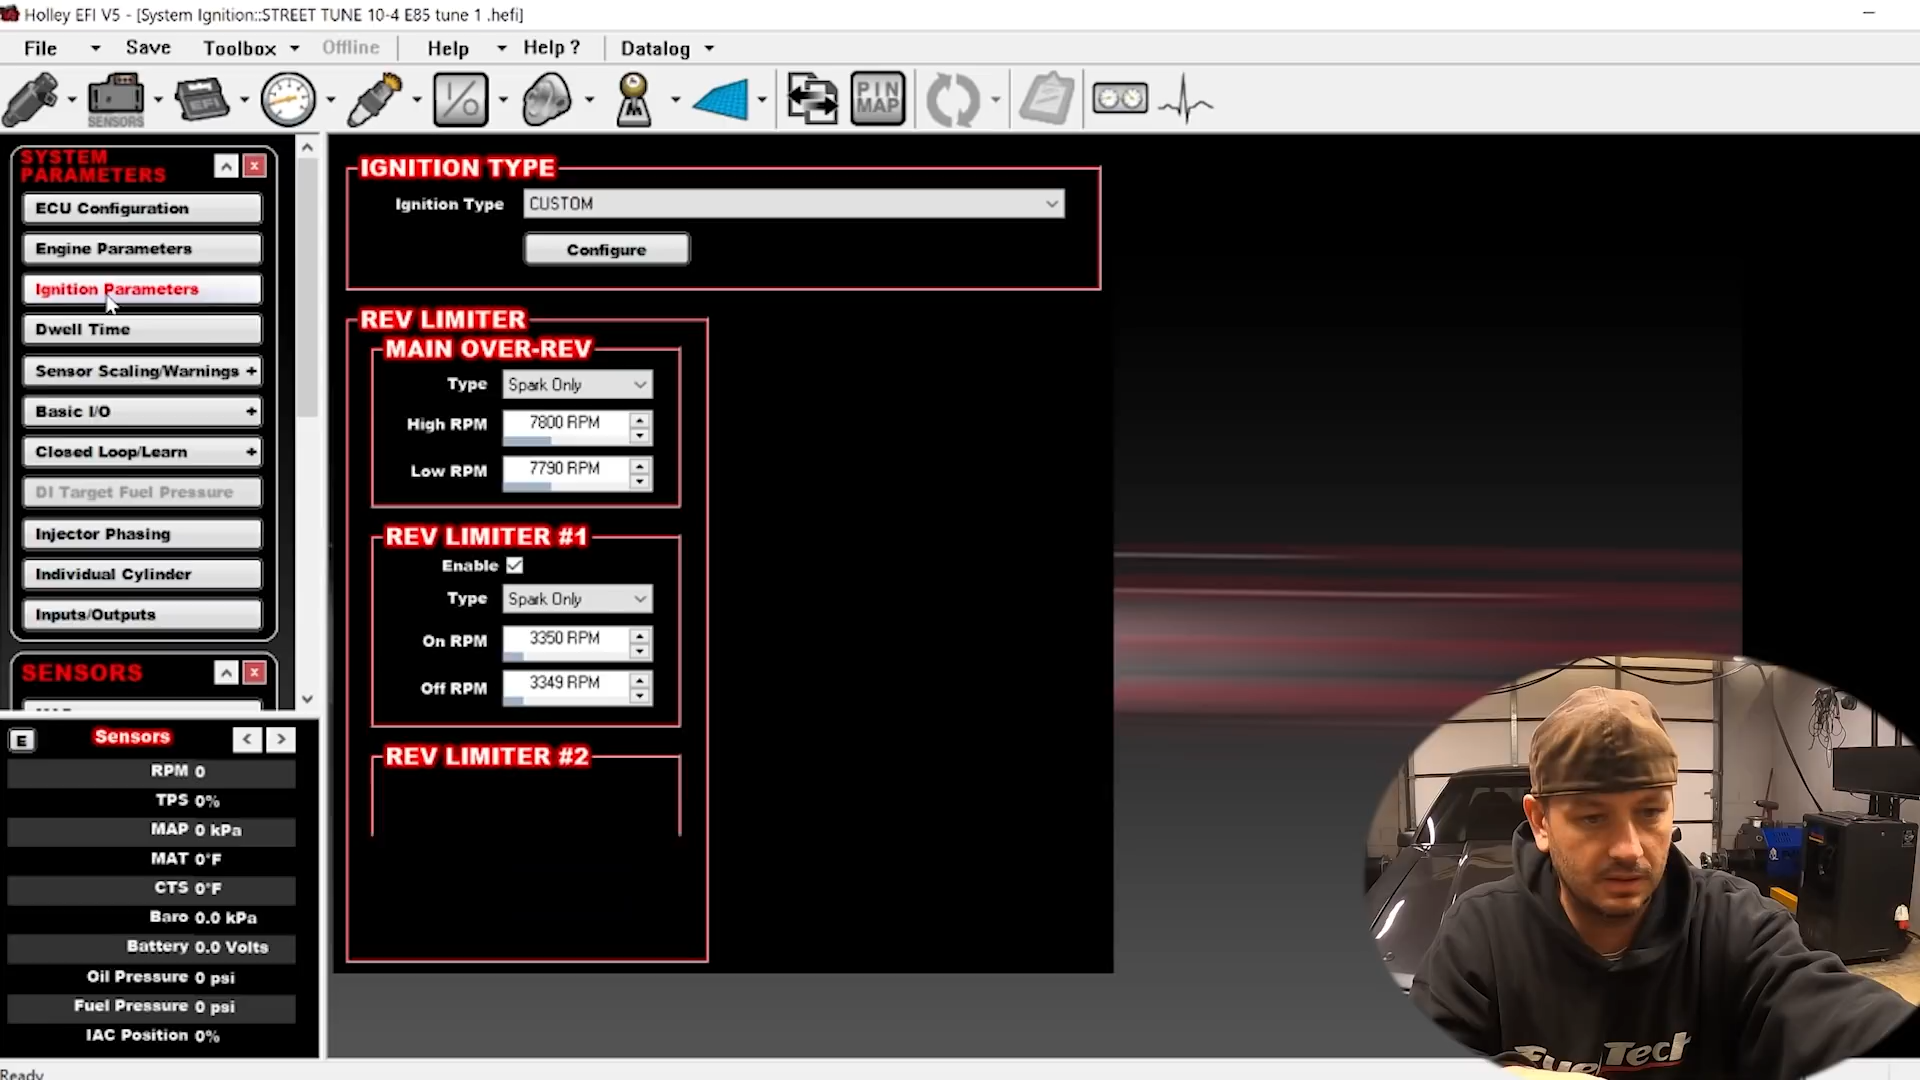 Holley EFI V5 - [System Ignition::STREET TUNE 10-4 E85 tune 1 .hefi]
File Save Toolbox Offline Help Help ? Datalog
SENSORS
EFI
I/O
PIN MAP
SYSTEM
PARAMETERS
ECU Configuration
Engine Parameters
Ignition Parameters
Dwell Time
Sensor Scaling/Warnings +
Basic I/O +
Closed Loop/Learn +
DI Target Fuel Pressure
Injector Phasing
Individual Cylinder
Inputs/Outputs
SENSORS
E Sensors < >
RPM 0
TPS 0%
MAP 0 kPa
MAT 0°F
CTS 0°F
Baro 0.0 kPa
Battery 0.0 Volts
Oil Pressure 0 psi
Fuel Pressure 0 psi
IAC Position 0%
Ready
IGNITION TYPE
Ignition Type CUSTOM
Configure
REV LIMITER
MAIN OVER-REV
Type Spark Only
High RPM 7800 RPM
Low RPM 7790 RPM
REV LIMITER #1
Enable
Type Spark Only
On RPM 3350 RPM
Off RPM 3349 RPM
REV LIMITER #2
FuelTech